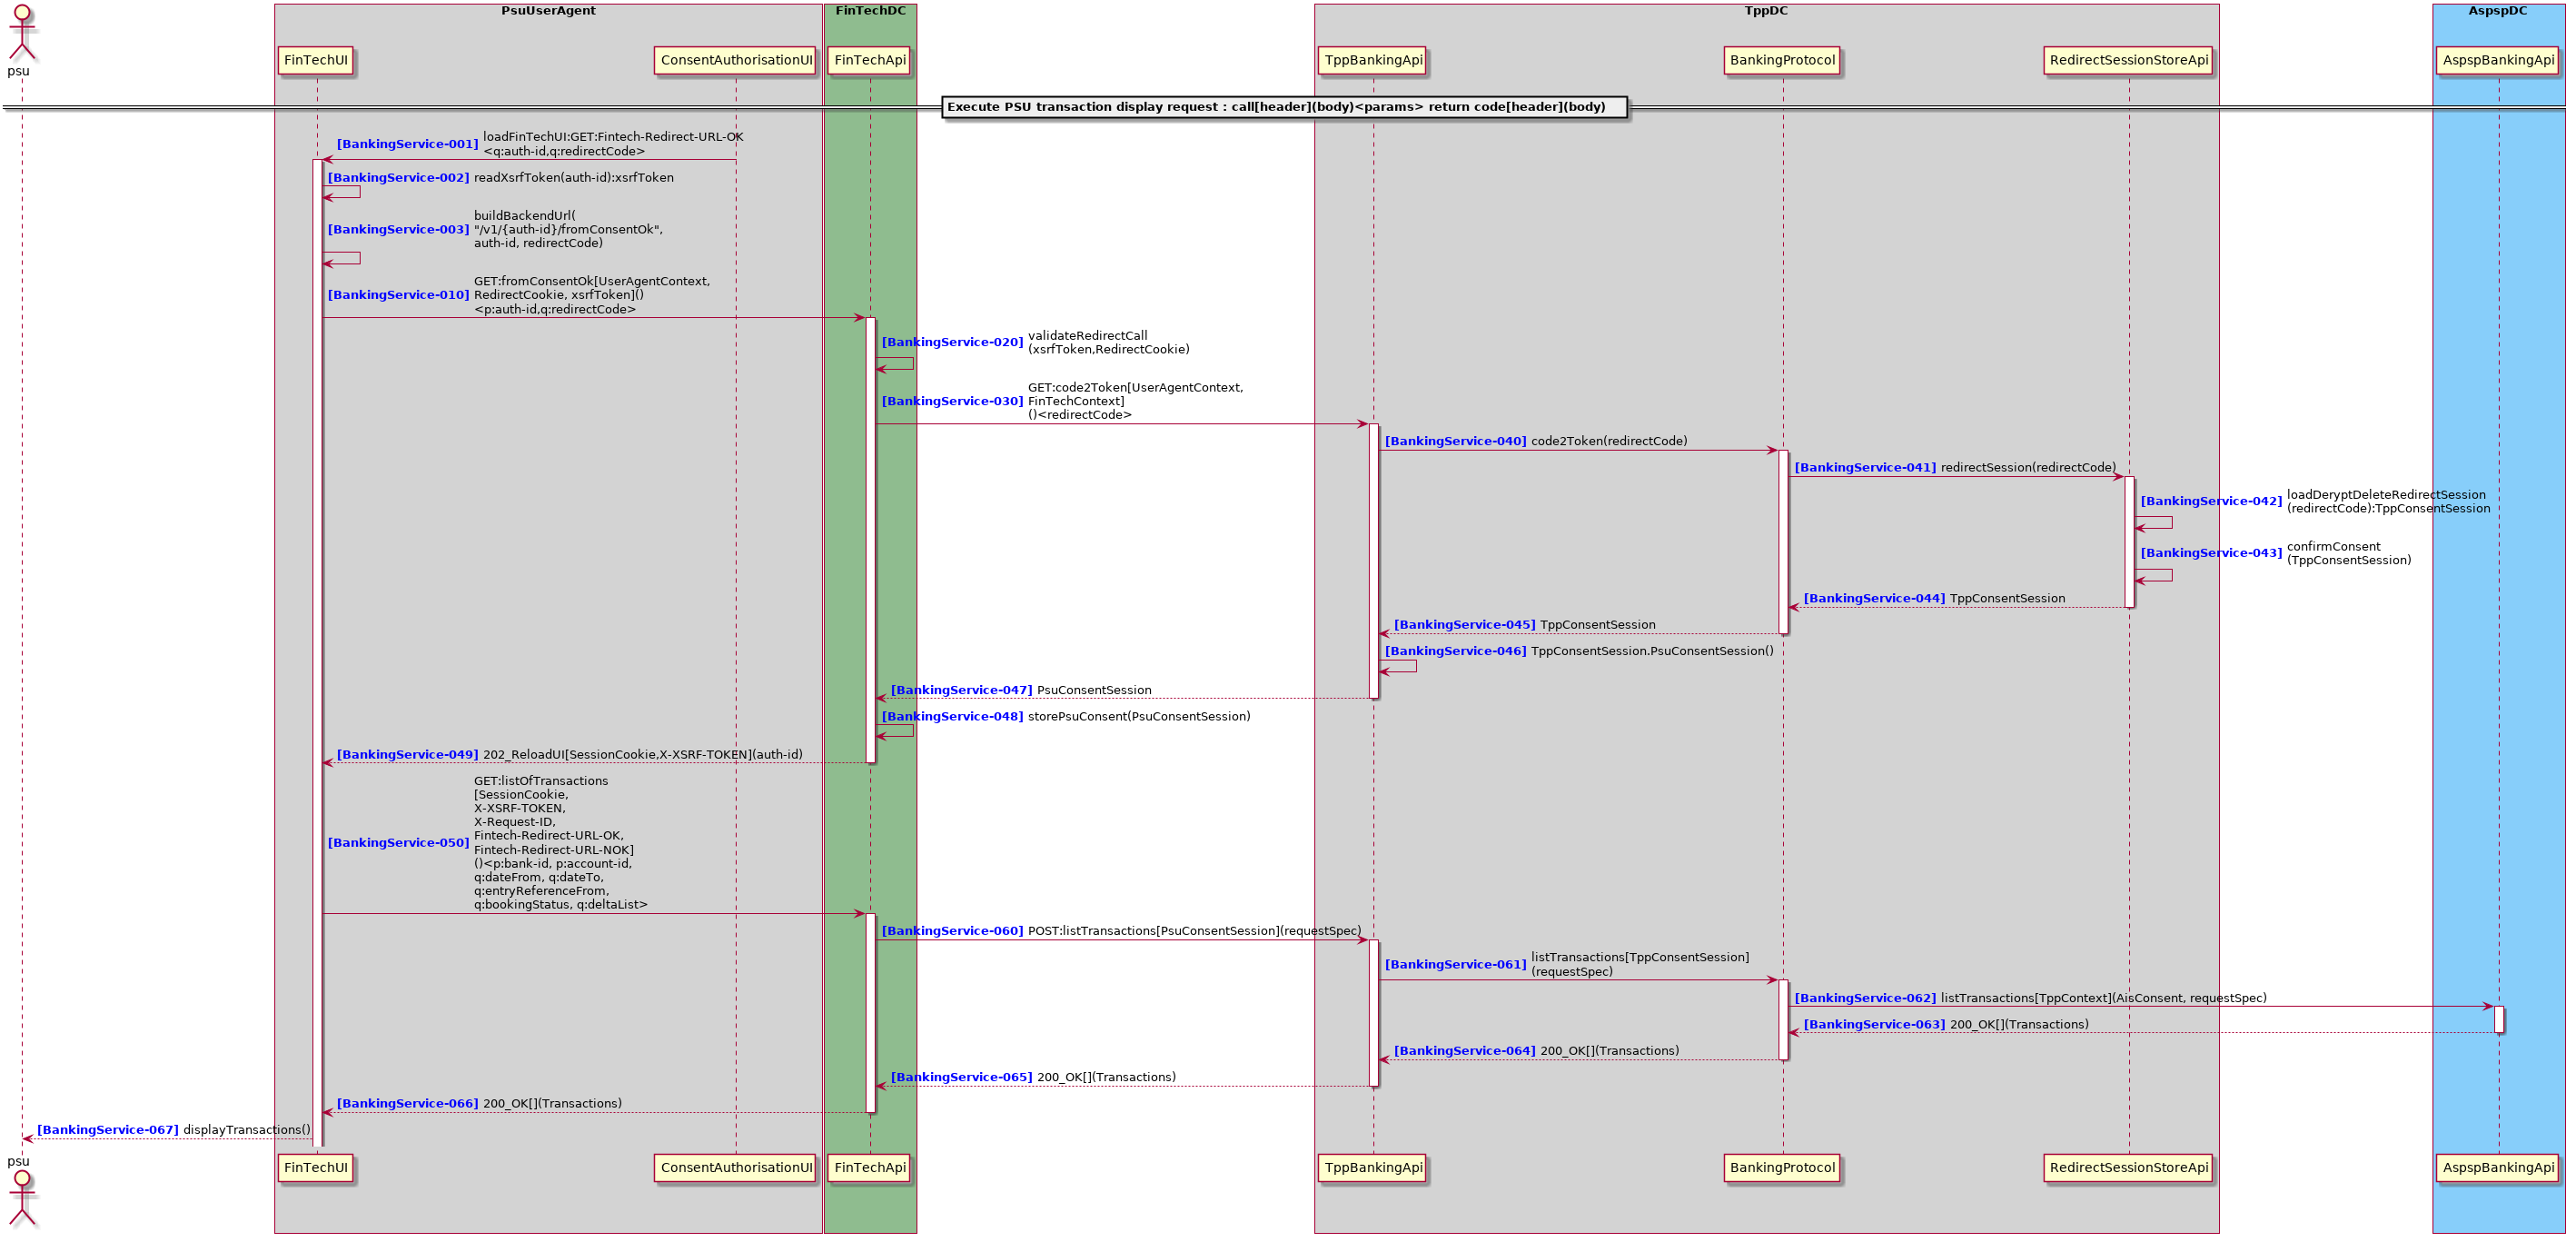 PsuUserAgent
FinTechDC
TppDC
AspspDC
psu
FinTechUI
ConsentAuthorisationUI
FinTechApi
TppBankingApi
BankingProtocol
RedirectSessionStoreApi
AspspBankingApi
Execute PSU transaction display request : call[header](body)<params> return code[header](body)
[BankingService-001] loadFinTechUI:GET:Fintech-Redirect-URL-OK
<q:auth-id,q:redirectCode>
[BankingService-002] readXsrfToken(auth-id):xsrfToken
buildBackendUrl(
[BankingService-003] "/v1/{auth-id}/fromConsentOk",
auth-id, redirectCode)
GET:fromConsentOk[UserAgentContext,
[BankingService-010] RedirectCookie, xsrfToken]()
<p:auth-id,q:redirectCode>
[BankingService-020] validateRedirectCall
(xsrfToken,RedirectCookie)
GET:code2Token[UserAgentContext,
[BankingService-030] FinTechContext]
()<redirectCode>
[BankingService-040] code2Token(redirectCode)
[BankingService-041] redirectSession(redirectCode)
[BankingService-042] loadDeryptDeleteRedirectSession
(redirectCode):TppConsentSession
[BankingService-043] confirmConsent
(TppConsentSession)
[BankingService-044] TppConsentSession
[BankingService-045] TppConsentSession
[BankingService-046] TppConsentSession.PsuConsentSession()
[BankingService-047] PsuConsentSession
[BankingService-048] storePsuConsent(PsuConsentSession)
[BankingService-049] 202_ReloadUI[SessionCookie,X-XSRF-TOKEN](auth-id)
GET:listOfTransactions
[SessionCookie,
X-XSRF-TOKEN,
X-Request-ID,
Fintech-Redirect-URL-OK,
[BankingService-050] Fintech-Redirect-URL-NOK]
()<p:bank-id, p:account-id,
q:dateFrom, q:dateTo,
q:entryReferenceFrom,
q:bookingStatus, q:deltaList>
[BankingService-060] POST:listTransactions[PsuConsentSession](requestSpec)
[BankingService-061] listTransactions[TppConsentSession]
(requestSpec)
[BankingService-062] listTransactions[TppContext](AisConsent, requestSpec)
[BankingService-063] 200_OK[](Transactions)
[BankingService-064] 200_OK[](Transactions)
[BankingService-065] 200_OK[](Transactions)
[BankingService-066] 200_OK[](Transactions)
[BankingService-067] displayTransactions()
psu
FinTechUI
ConsentAuthorisationUI
FinTechApi
TppBankingApi
BankingProtocol
RedirectSessionStoreApi
AspspBankingApi